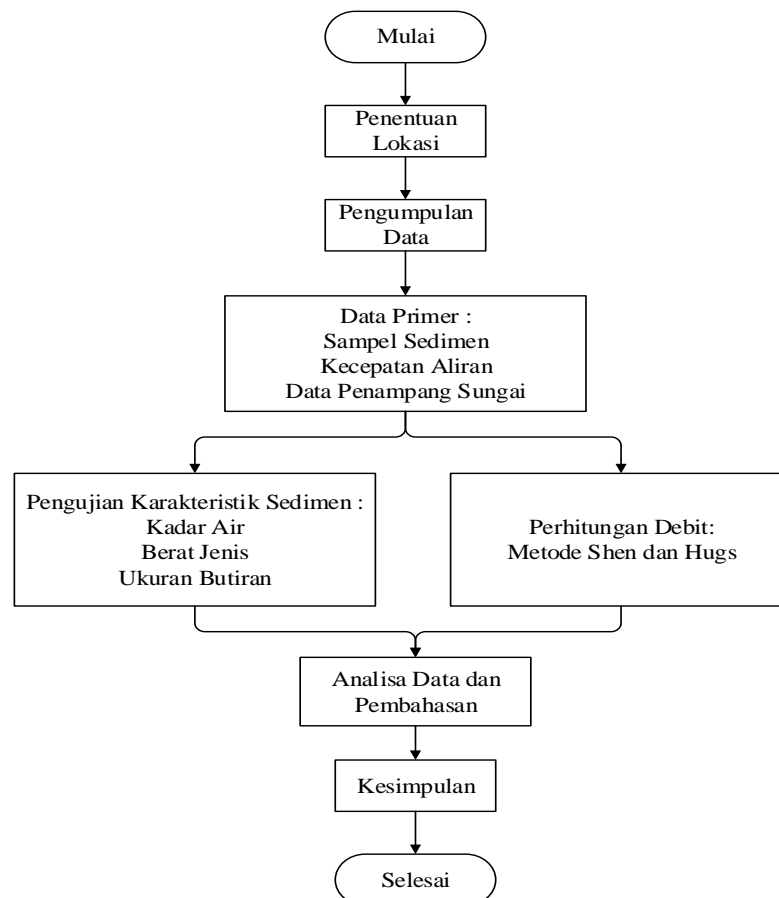 Mulai
Penentuan
Lokasi
Pengumpulan
Data
Data Primer :
Sampel Sedimen
Kecepatan Aliran
Data Penampang Sungai
Pengujian Karakteristik Sedimen :
Kadar Air
Berat Jenis
Ukuran Butiran
Perhitungan Debit:
Metode Shen dan Hugs
Analisa Data dan
Pembahasan
Kesimpulan
Selesai